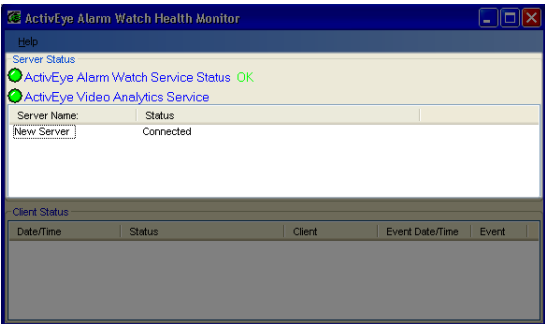 ActivEye Alarm Watch Health Monitor
Help
Server Status
ActivEye Alarm Watch Service Status OK
ActivEye Video Analytics Service
Server Name: Status
New Server Connected
Client Status
Date/Time Status Client Event Date/Time Event